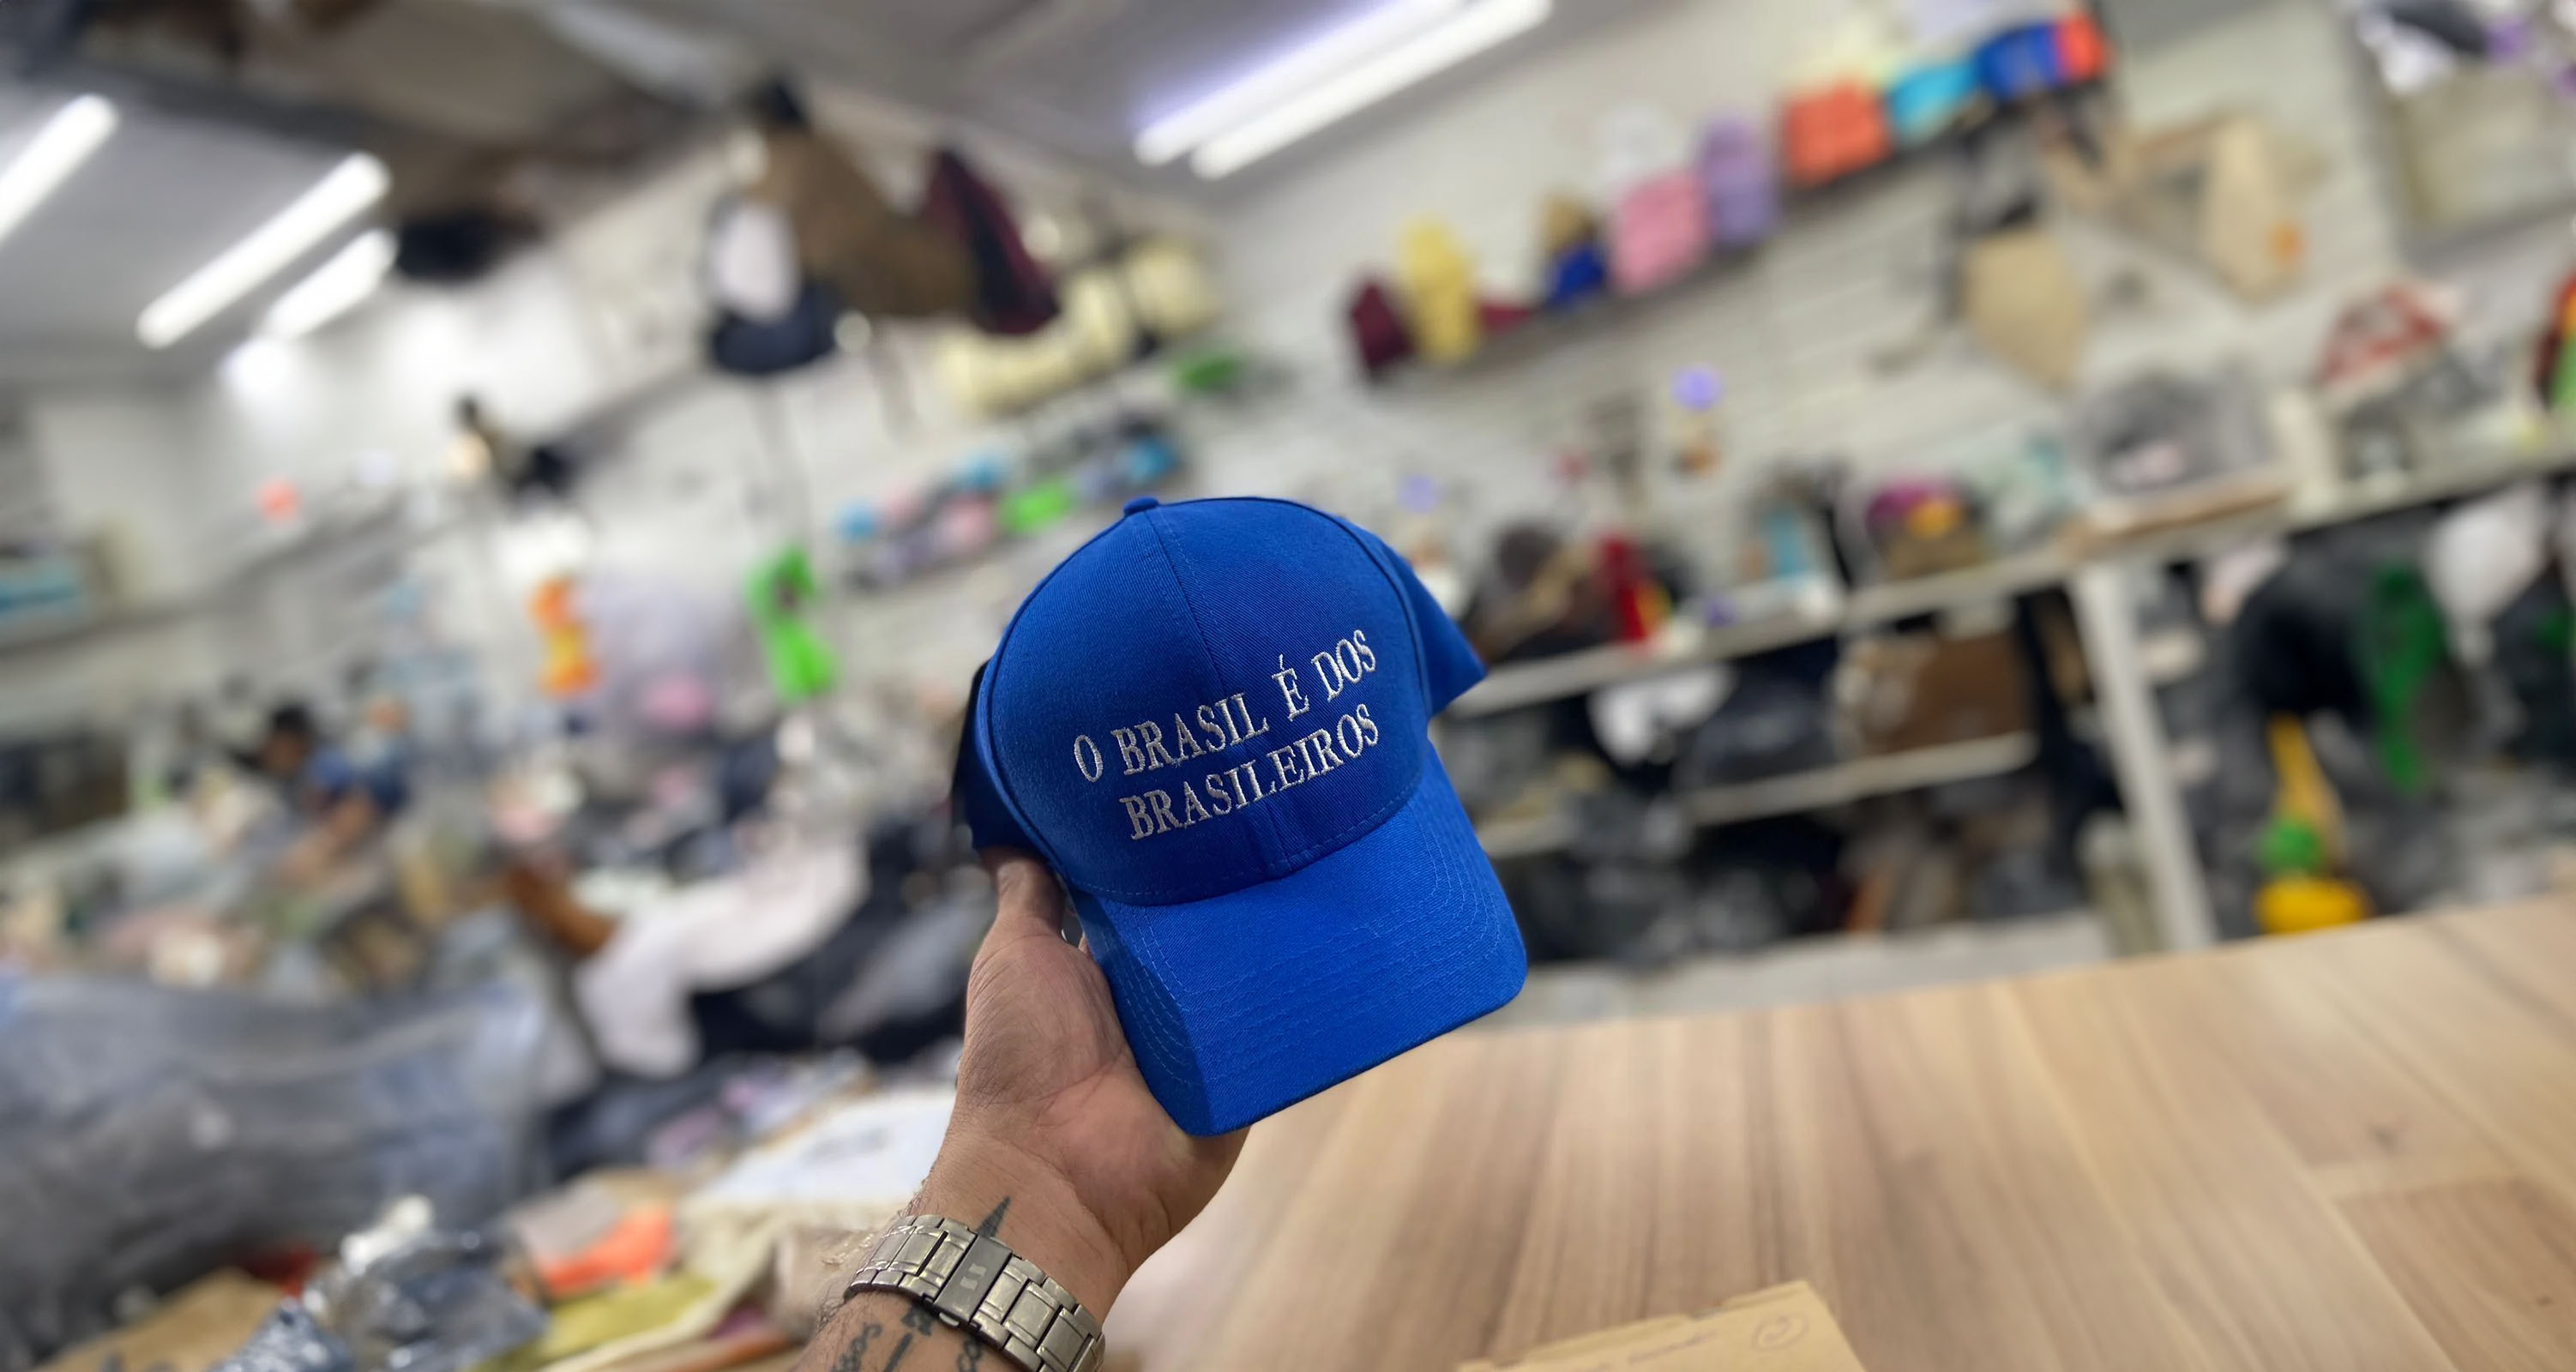 O BRASIL É DOS
BRASILEIROS